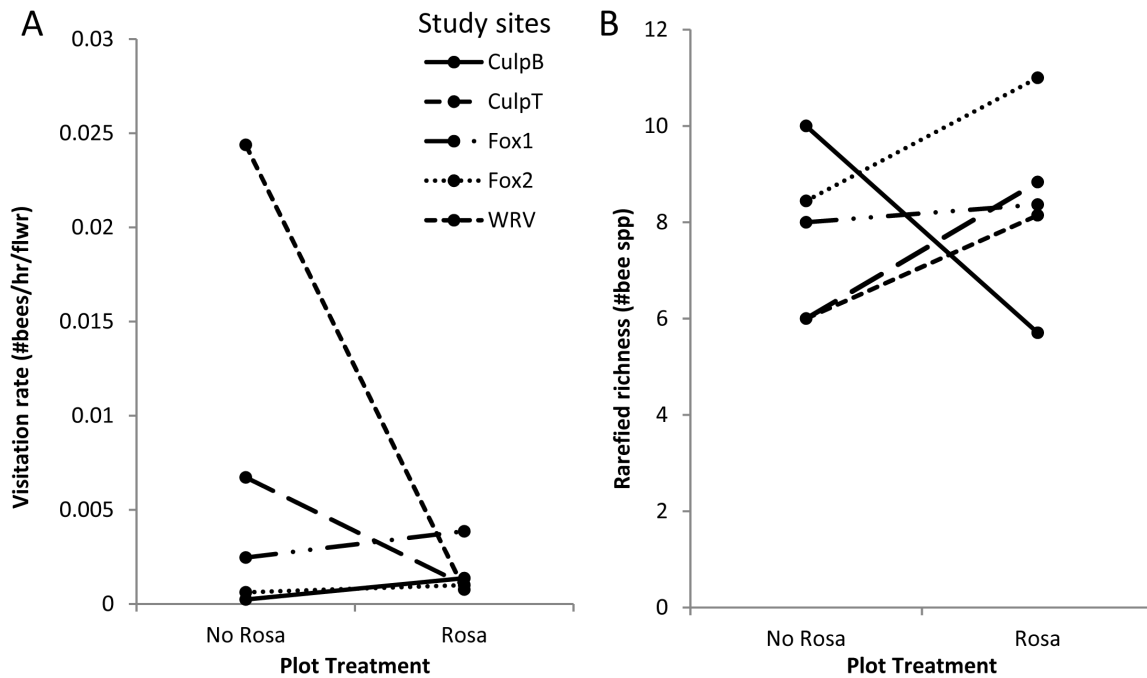 A
Visitation rate (#bees/hr/flwr)
0.03
0.025
0.02
0.015
0.01
0.005
0
Study sites
CulpB
CulpT
Fox1
Fox2
WRV
No Rosa
Rosa
Plot Treatment
B
Rarefied richness (#bee spp)
12
10
8
6
4
2
0
No Rosa
Rosa
Plot Treatment